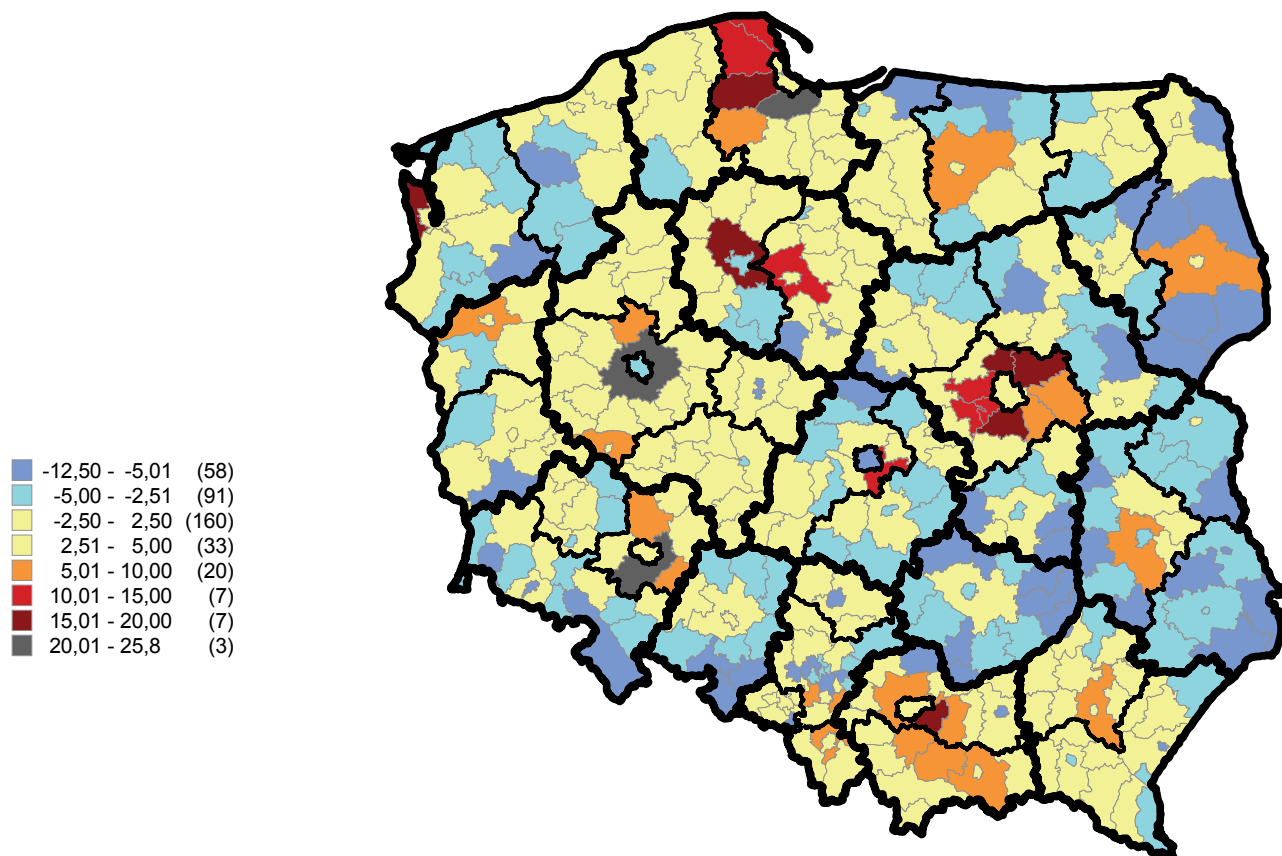 -12,50 - -5,01 (58)
-5,00 - -2,51 (91)
-2,50 - 2,50 (160)
2,51 - 5,00 (33)
5,01 - 10,00 (20)
10,01 - 15,00 (7)
15,01 - 20,00 (7)
20,01 - 25,8 (3)